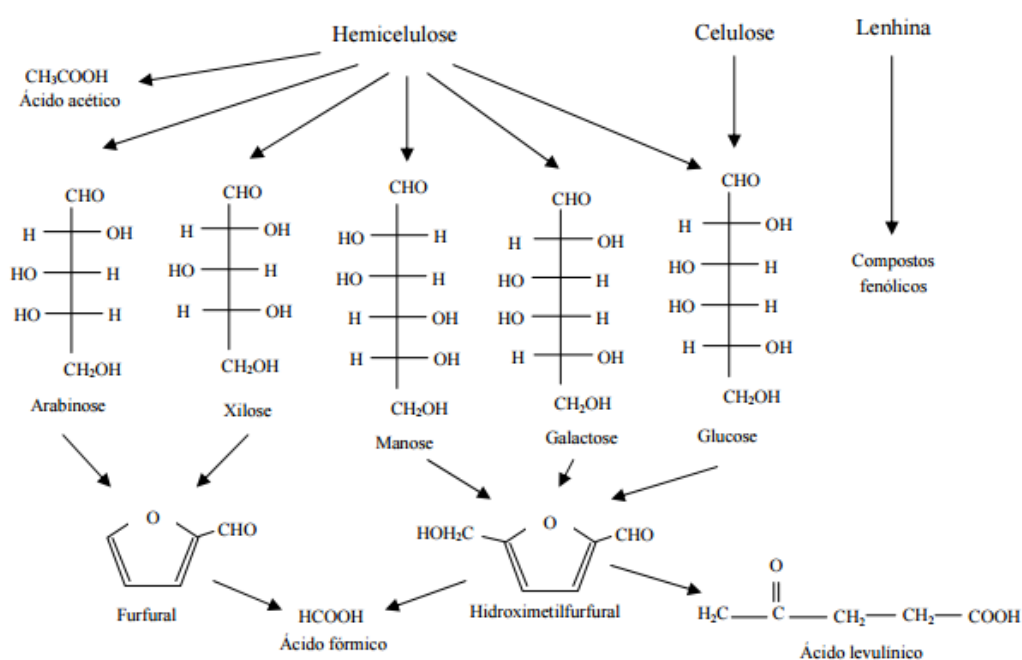 Hemicelulose
Celulose
Lenhina
CH₃COOH
Ácido acético
CHO
H OH
HO H
HO H
CH₂OH
Arabinose
CHO
H OH
HO H
H OH
CH₂OH
Xilose
CHO
HO H
HO H
H OH
H OH
CH₂OH
Manose
CHO
H OH
HO H
HO H
H OH
CH₂OH
Galactose
CHO
H OH
HO H
HO H
H OH
CH₂OH
Glucose
Compostos
fenólicos
O
CHO
Furfural
HOH₂C O CHO
Hidroximetilfurfural
HCOOH
Ácido fórmico
O
H₂C C CH₂ CH₂ COOH
Ácido levulínico